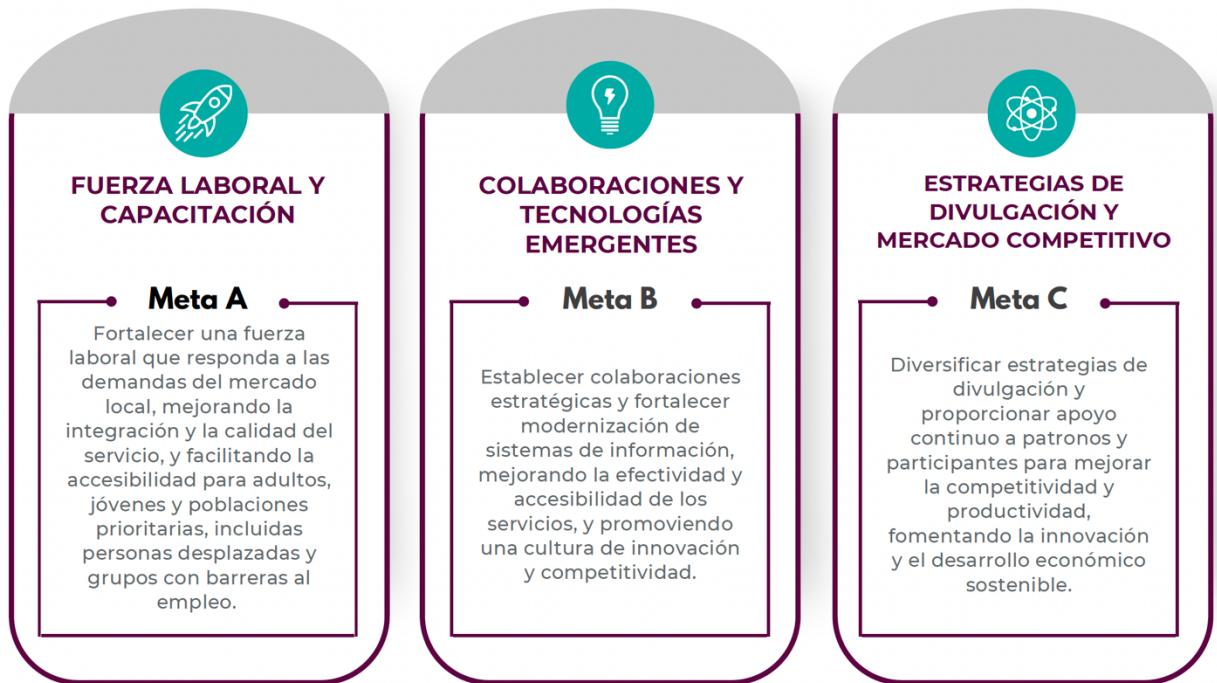 FUERZA LABORAL Y
CAPACITACIÓN
Meta A
Fortalecer una fuerza
laboral que responda a las
demandas del mercado
local, mejorando la
integración y la calidad del
servicio, y facilitando la
accesibilidad para adultos,
jóvenes y poblaciones
prioritarias, incluidas
personas desplazadas y
grupos con barreras al
empleo.
COLABORACIONES Y
TECNOLOGÍAS
EMERGENTES
Meta B
Establecer colaboraciones
estratégicas y fortalecer
modernización de
sistemas de información,
mejorando la efectividad y
accesibilidad de los
servicios, y promoviendo
una cultura de innovación
y competitividad.
ESTRATEGIAS DE
DIVULGACIÓN Y
MERCADO COMPETITIVO
Meta C
Diversificar estrategias de
divulgación y
proporcionar apoyo
continuo a patronos y
participantes para mejorar
la competitividad y
productividad,
fomentando la innovación
y el desarrollo económico
sostenible.